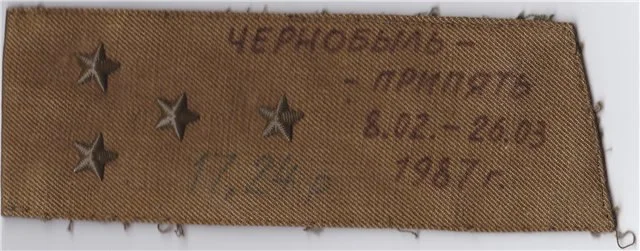 ЧЕРНОБЫЛЬ -
- ПРИПЯТЬ
8.02. - 26.03
1987 г.
17,24 р